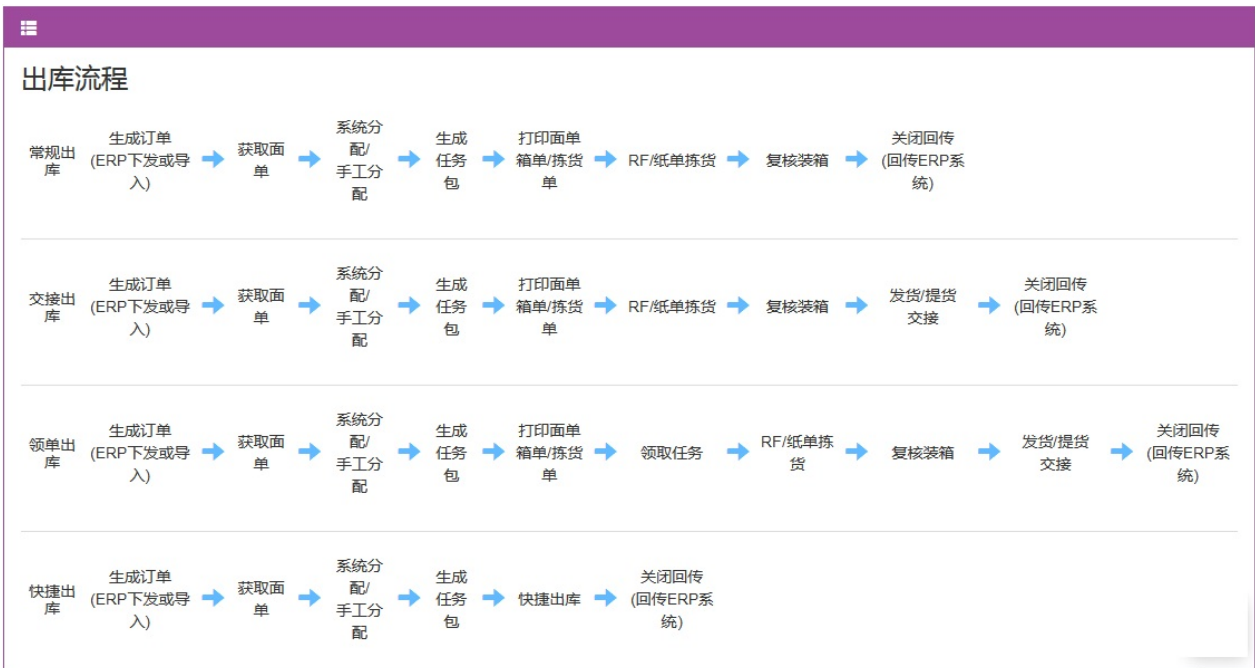 出库流程
常规出
库
生成订单
(ERP下发或导
入)
获取面
单
系统分
配/
手工分
配
生成
任务
包
打印面单
箱单/拣货
单
RF/纸单拣货
复核装箱
关闭回传
(回传ERP系
统)
交接出
库
生成订单
(ERP下发或导
入)
获取面
单
系统分
配/
手工分
配
生成
任务
包
打印面单
箱单/拣货
单
RF/纸单拣货
复核装箱
发货/提货
交接
关闭回传
(回传ERP系
统)
领单出
库
生成订单
(ERP下发或导
入)
获取面
单
系统分
配/
手工分
配
生成
任务
包
打印面单
箱单/拣货
单
领取任务
RF/纸单拣
货
复核装箱
发货/提货
交接
关闭回传
(回传ERP系
统)
快捷出
库
生成订单
(ERP下发或导
入)
获取面
单
系统分
配/
手工分
配
生成
任务
包
快捷出库
关闭回传
(回传ERP系
统)